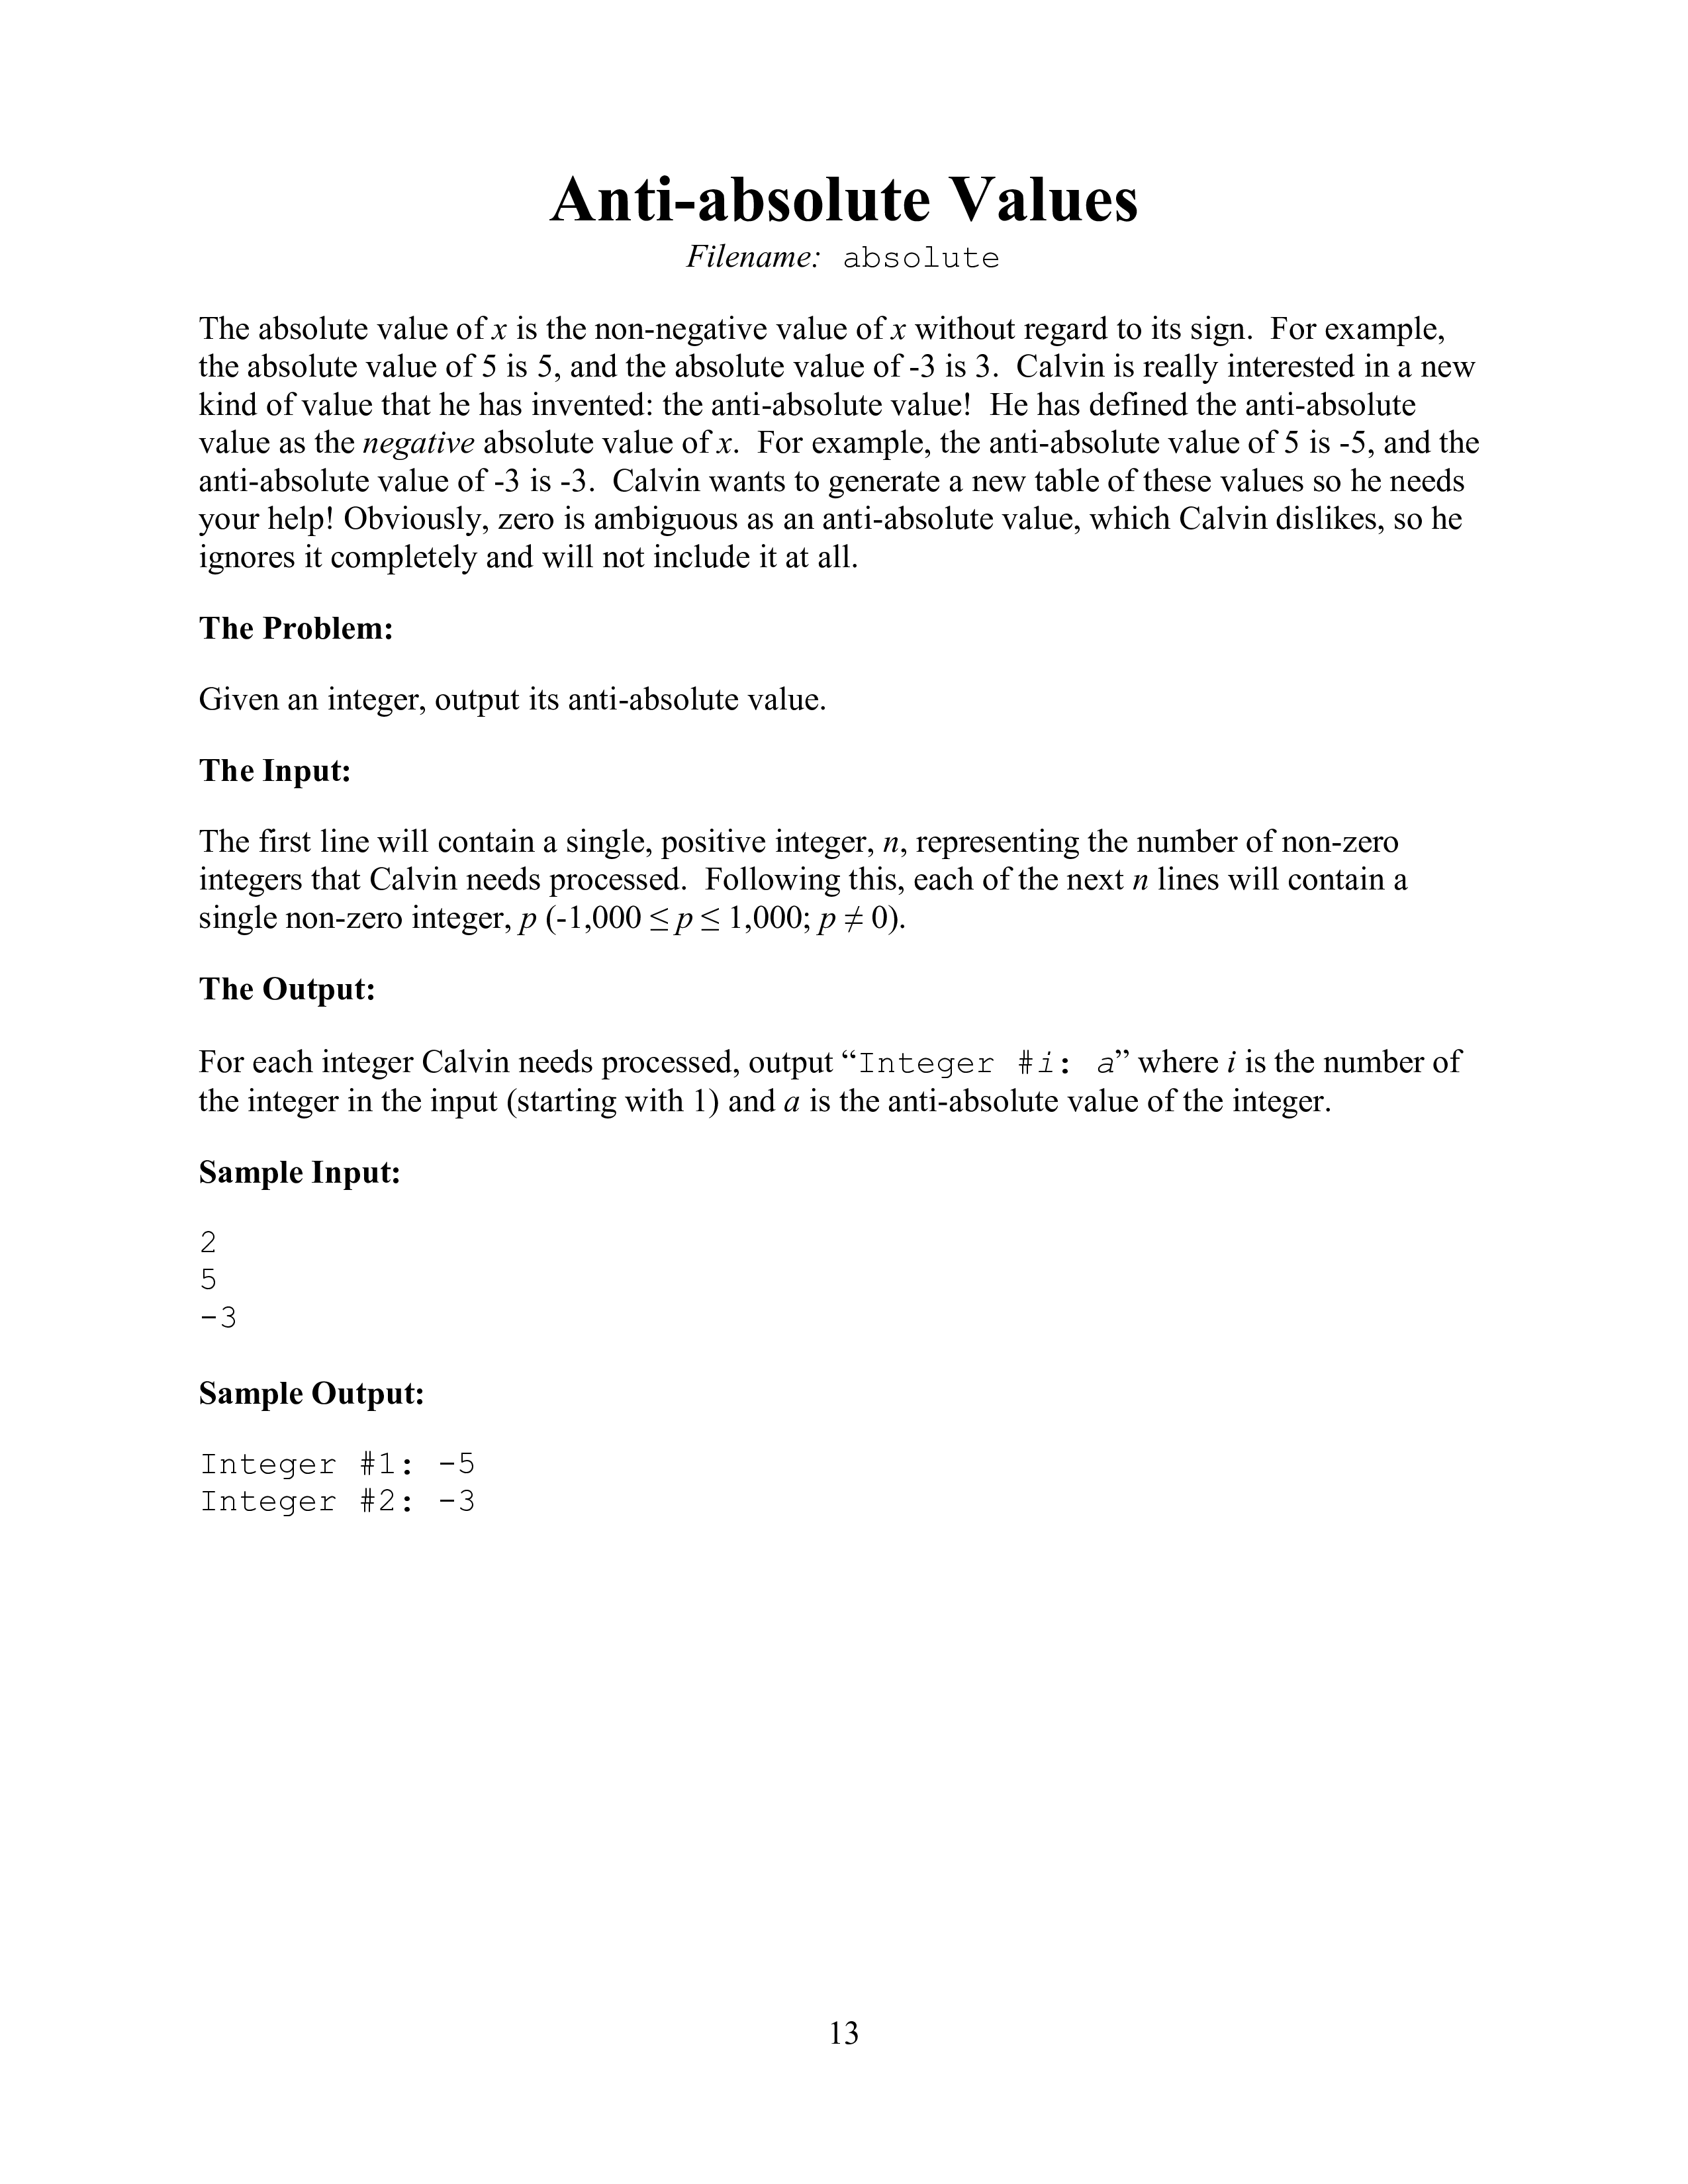 Anti-absolute Values
Filename: absolute
The absolute value of x is the non-negative value of x without regard to its sign. For example,
the absolute value of 5 is 5, and the absolute value of -3 is 3. Calvin is really interested in a new
kind of value that he has invented: the anti-absolute value! He has defined the anti-absolute
value as the negative absolute value of x. For example, the anti-absolute value of 5 is -5, and the
anti-absolute value of -3 is -3. Calvin wants to generate a new table of these values so he needs
your help! Obviously, zero is ambiguous as an anti-absolute value, which Calvin dislikes, so he
ignores it completely and will not include it at all.
The Problem:
Given an integer, output its anti-absolute value.
The Input:
The first line will contain a single, positive integer, n, representing the number of non-zero
integers that Calvin needs processed. Following this, each of the next n lines will contain a
single non-zero integer, p (-1,000 ≤ p ≤ 1,000; p ≠ 0).
The Output:
For each integer Calvin needs processed, output “Integer #i: a” where i is the number of
the integer in the input (starting with 1) and a is the anti-absolute value of the integer.
Sample Input:
2
5
-3
Sample Output:
Integer #1: -5
Integer #2: -3
13